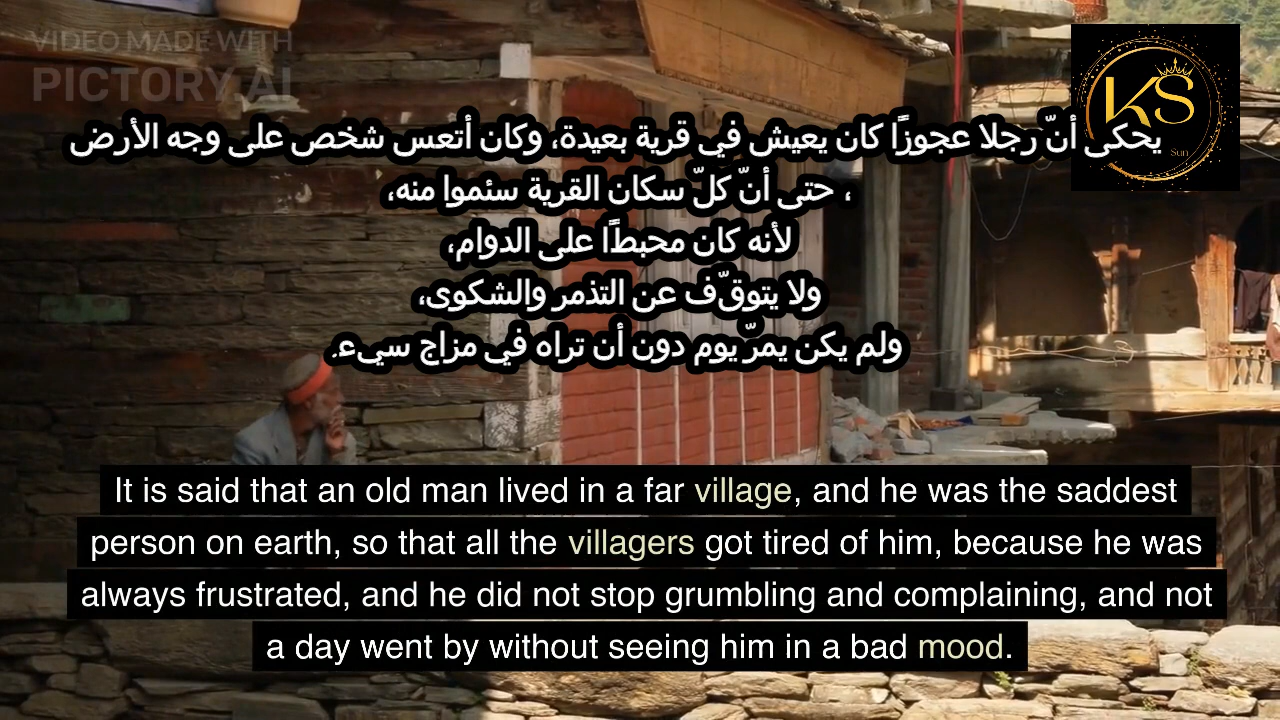 VIDEO MADE WITH
PICTORY.AI
KS
Sun
يحكى أنّ رجلا عجوزًا كان يعيش في قرية بعيدة، وكان أتعس شخص على وجه الأرض
، حتى أنّ كلّ سكان القرية سئموا منه،
لأنه كان محبطًا على الدوام،
ولا يتوقّف عن التذمر والشكوى،
ولم يكن يمرّ يوم دون أن تراه في مزاج سيء.
It is said that an old man lived in a far village, and he was the saddest
person on earth, so that all the villagers got tired of him, because he was
always frustrated, and he did not stop grumbling and complaining, and not
a day went by without seeing him in a bad mood.